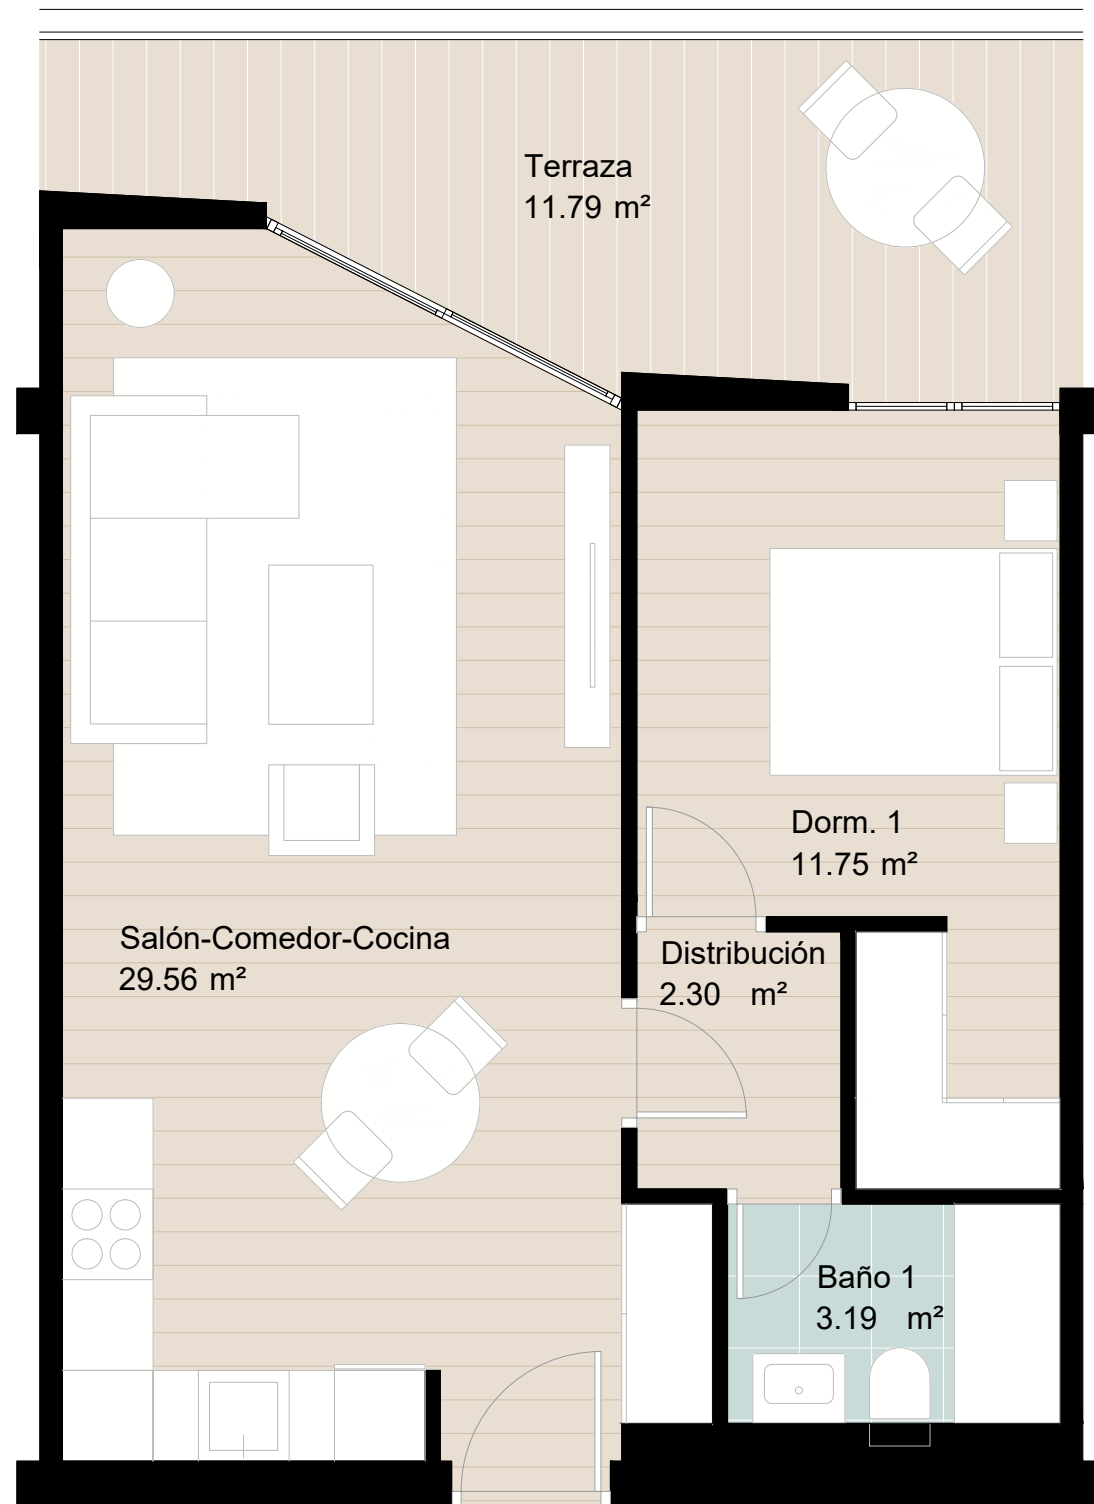 Terraza
11.79 m²
Dorm. 1
11.75 m²
Salón-Comedor-Cocina
29.56 m²
Distribución
2.30 m²
Baño 1
3.19 m²